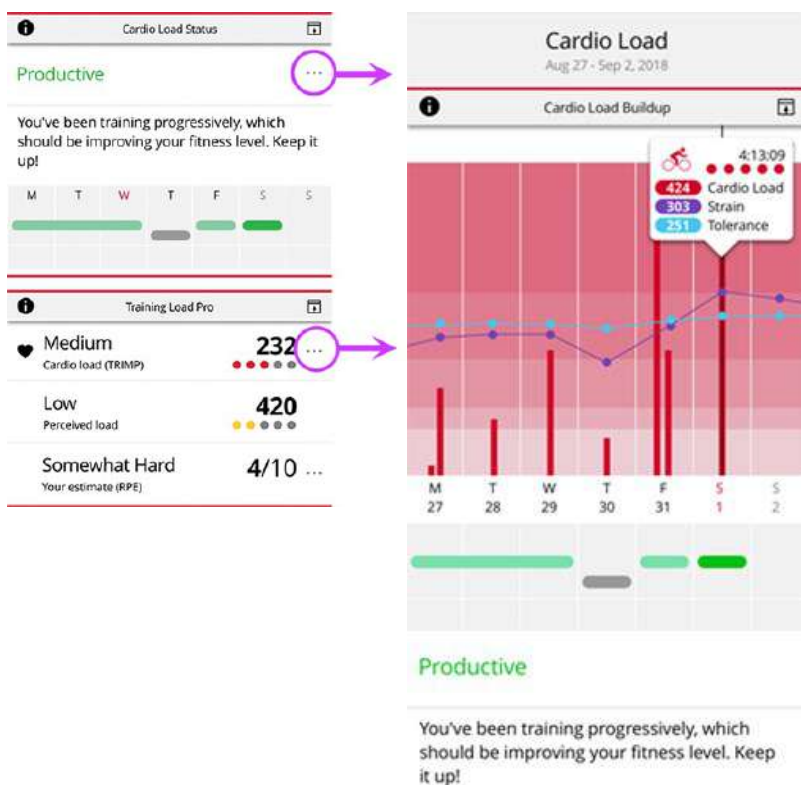 Cardio Load Status
Productive
...
You've been training progressively, which
should be improving your fitness level. Keep it
up!
M T W T F S S
Training Load Pro
Medium 232 ...
Cardio load (TRIMP)
Low 420
Perceived load
Somewhat Hard 4/10 ...
Your estimate (RPE)
Cardio Load
Aug 27 - Sep 2, 2018
Cardio Load Buildup
4:13:09
424 Cardio Load
303 Strain
251 Tolerance
M T W T F S S
27 28 29 30 31 1 2
Productive
You've been training progressively, which
should be improving your fitness level. Keep
it up!